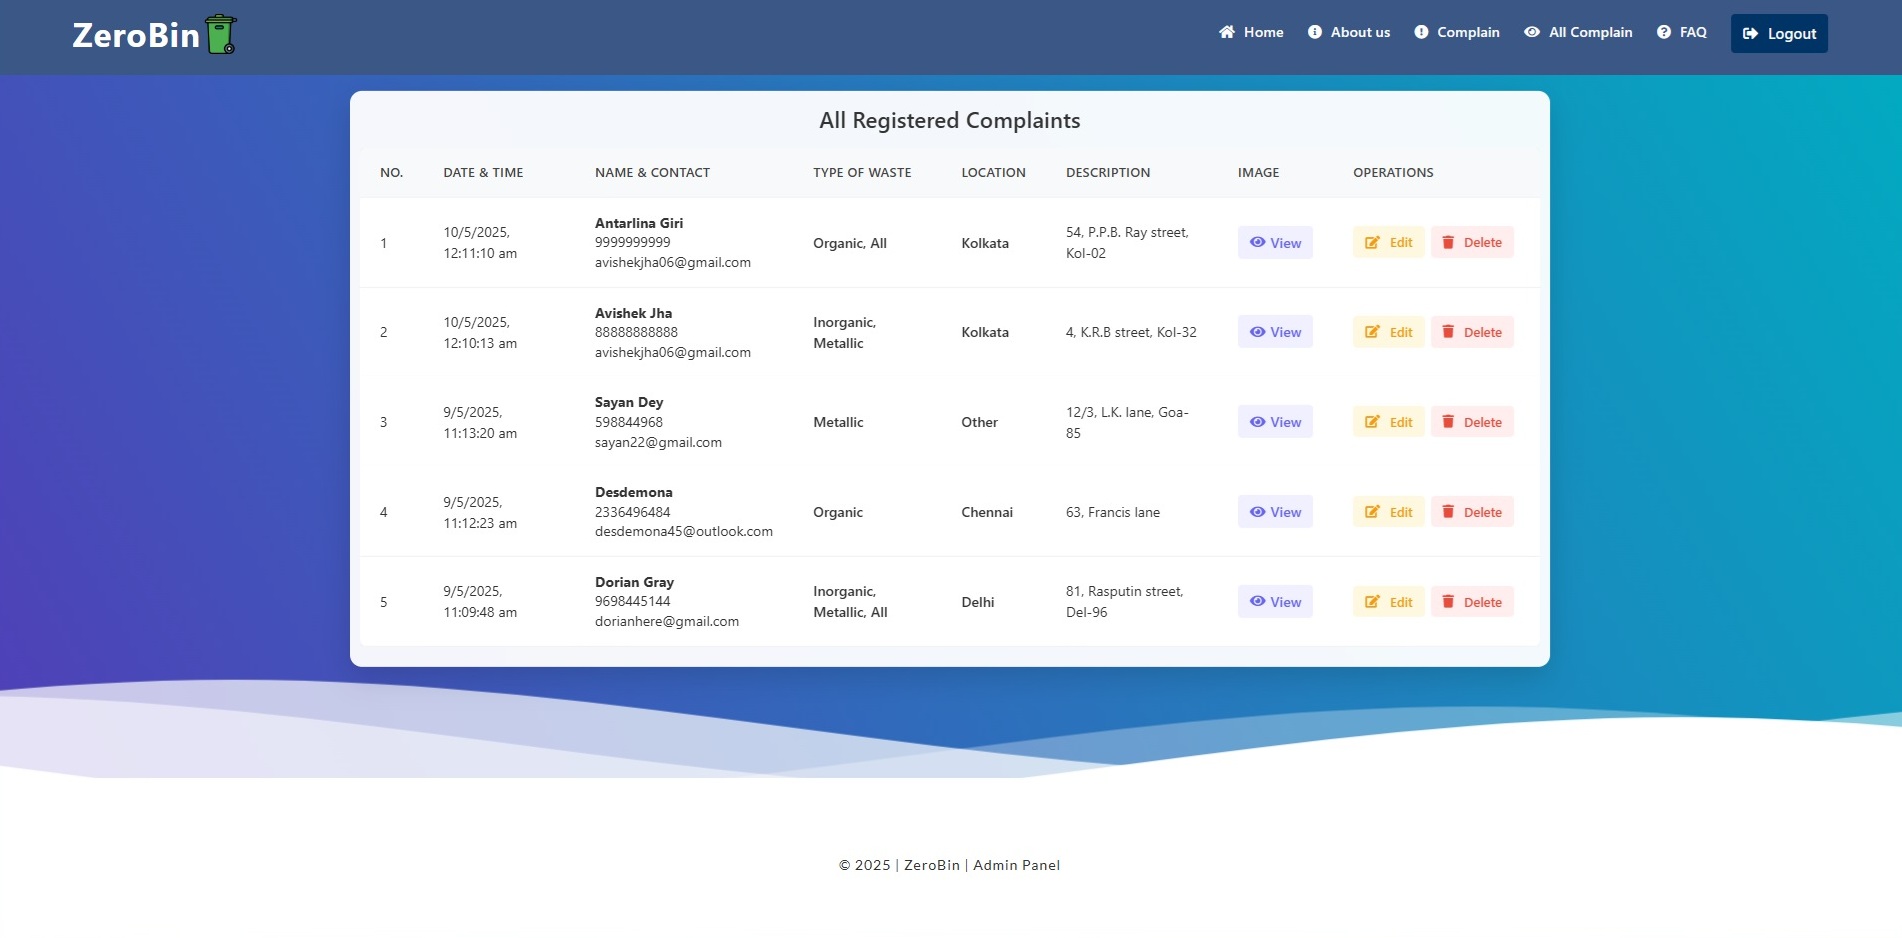 ZeroBin
Home About us Complain All Complain FAQ Logout
All Registered Complaints
NO. DATE & TIME NAME & CONTACT TYPE OF WASTE LOCATION DESCRIPTION IMAGE OPERATIONS
1
10/5/2025,
12:11:10 am
Antarlina Giri
9999999999
avishekjha06@gmail.com
Organic, All
Kolkata
54, P.P.B. Ray street,
Kol-02
View
Edit
Delete
2
10/5/2025,
12:10:13 am
Avishek Jha
88888888888
avishekjha06@gmail.com
Inorganic,
Metallic
Kolkata
4, K.R.B street, Kol-32
View
Edit
Delete
3
9/5/2025,
11:13:20 am
Sayan Dey
598844968
sayan22@gmail.com
Metallic
Other
12/3, L.K. lane, Goa-
85
View
Edit
Delete
4
9/5/2025,
11:12:23 am
Desdemona
2336496484
desdemona45@outlook.com
Organic
Chennai
63, Francis lane
View
Edit
Delete
5
9/5/2025,
11:09:48 am
Dorian Gray
9698445144
dorianhere@gmail.com
Inorganic,
Metallic, All
Delhi
81, Rasputin street,
Del-96
View
Edit
Delete
© 2025 | ZeroBin | Admin Panel